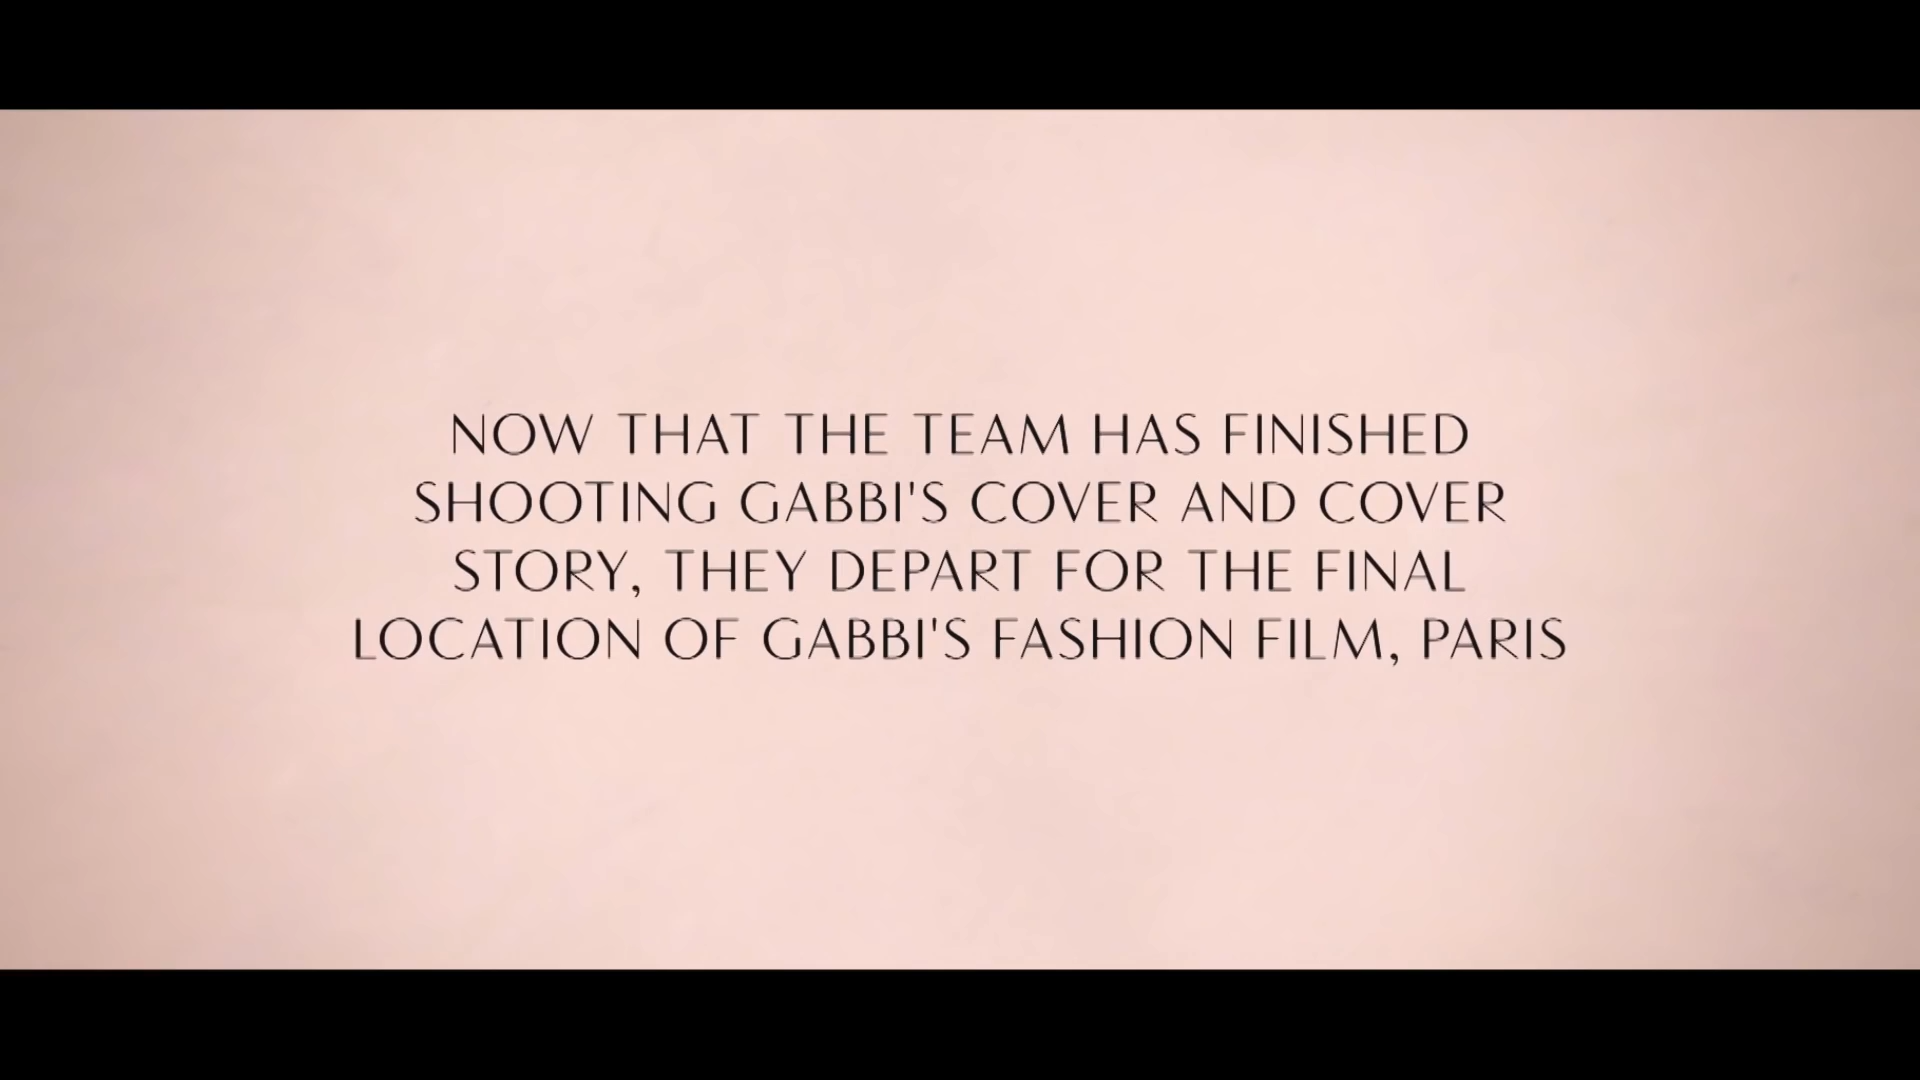 NOW THAT THE TEAM HAS FINISHED
SHOOTING GABBI'S COVER AND COVER
STORY, THEY DEPART FOR THE FINAL
LOCATION OF GABBI'S FASHION FILM, PARIS